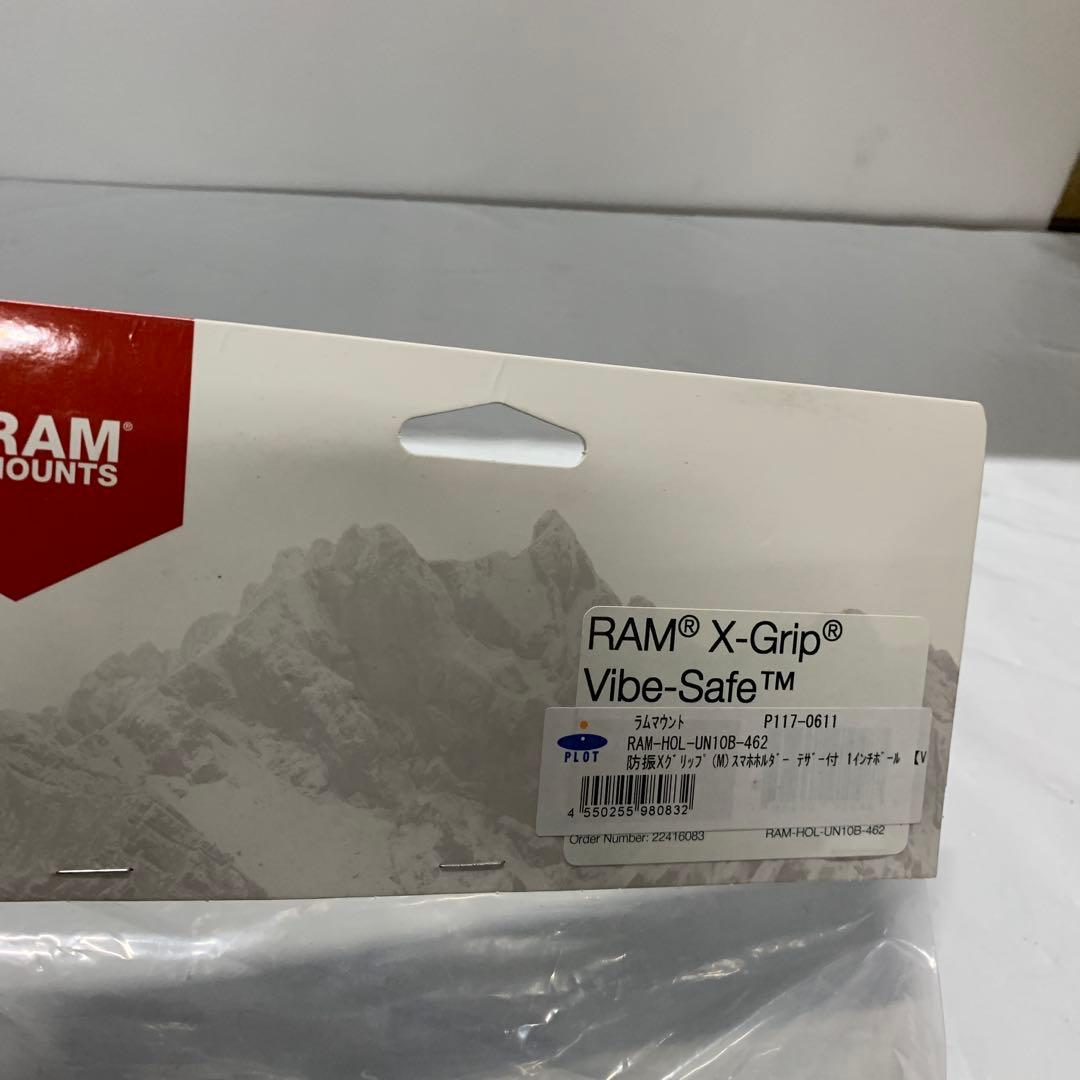 RAM®
MOUNTS
RAM® X-Grip®
Vibe-Safe™
ラムマウント P117-0611
RAM-HOL-UN10B-462
防振Xグリップ(M)スマホホルダー テザー付 1インチボール 【V
PLOT
4 550255 980832
Order Number: 22416083 RAM-HOL-UN10B-462